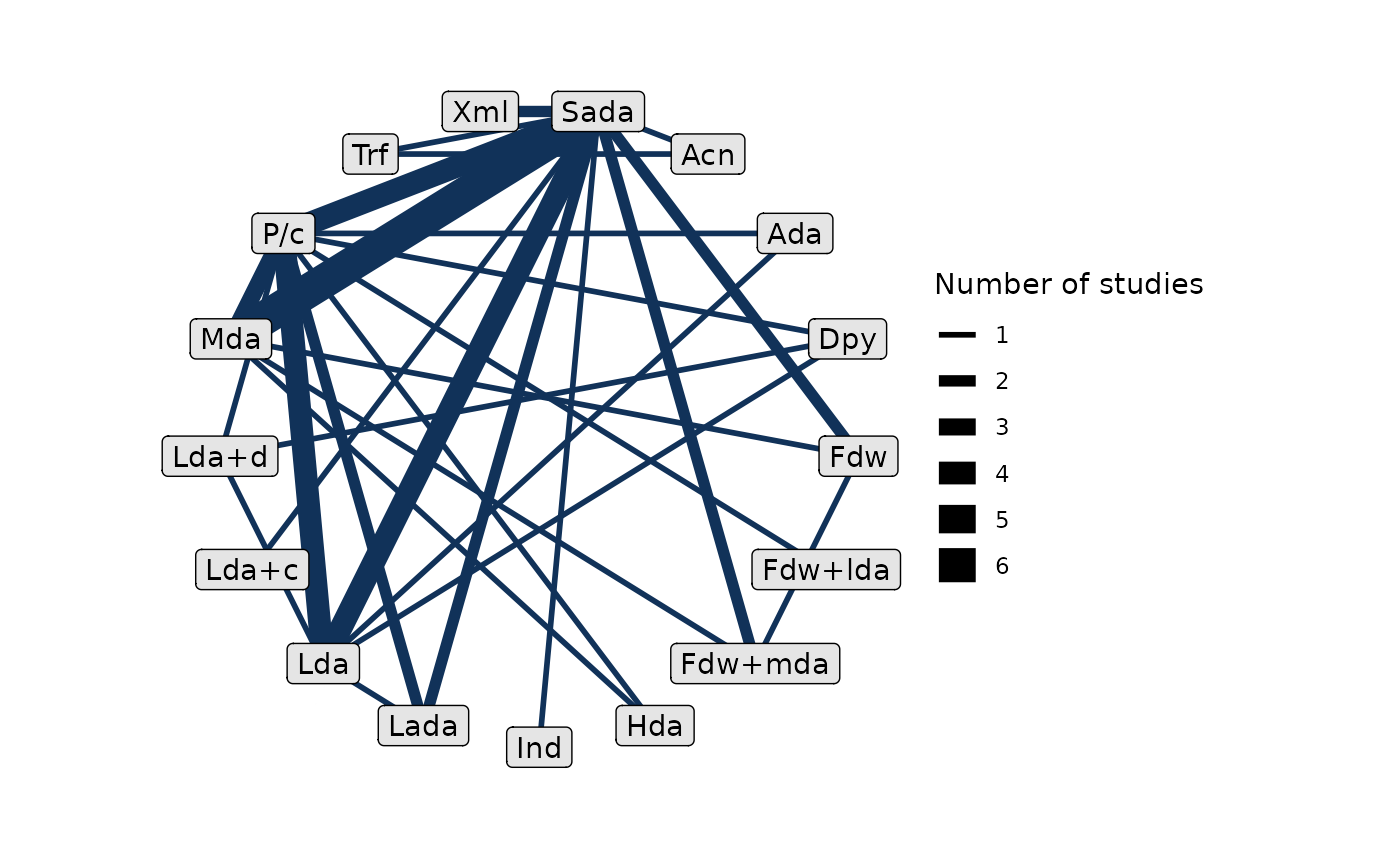 Xml
Sada
Trf
Acn
P/c
Ada
Mda
Dpy
Lda+d
Fdw
Lda+c
Fdw+lda
Lda
Fdw+mda
Lada
Hda
Ind
Number of studies
1
2
3
4
5
6